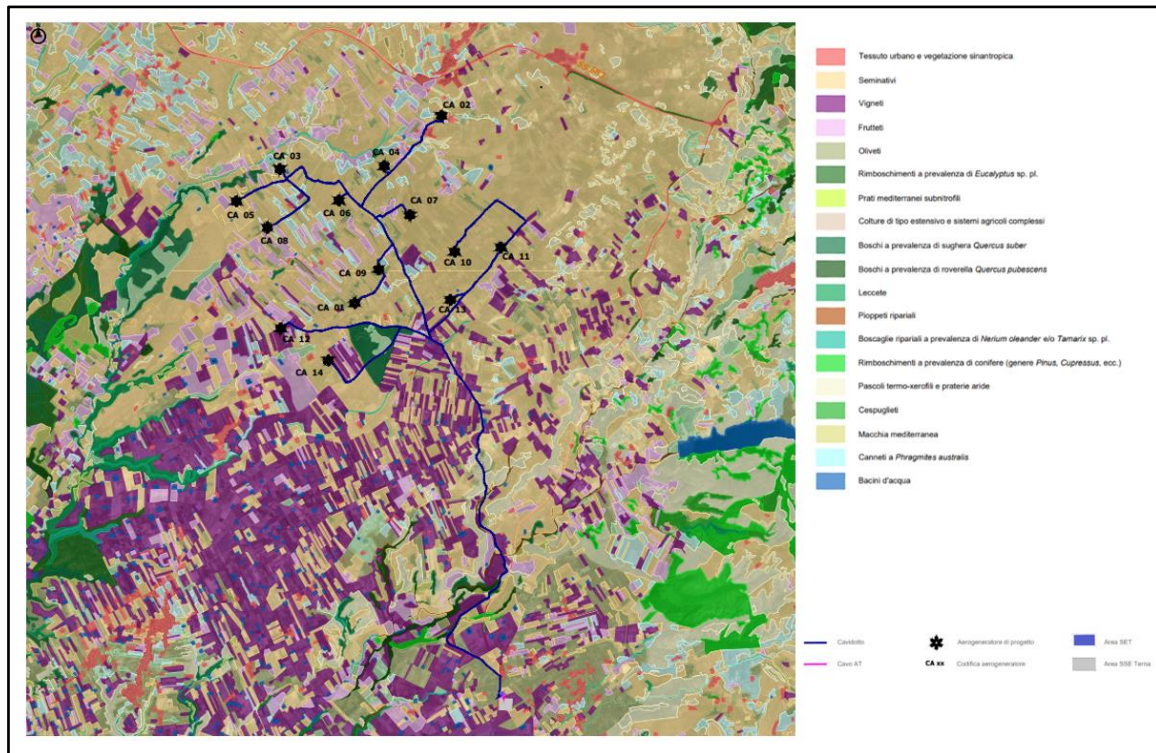 CA 02
CA 03
CA 04
CA 05
CA 06
CA 07
CA 08
CA 10
CA 11
CA 09
CA 01
CA 13
CA 12
CA 14
Tessuto urbano e vegetazione sinantropica
Seminativi
Vigneti
Frutteti
Oliveti
Rimboschimenti a prevalenza di Eucalyptus sp. pl.
Prati mediterranei subnitrofili
Colture di tipo estensivo e sistemi agricoli complessi
Boschi a prevalenza di sughera Quercus suber
Boschi a prevalenza di roverella Quercus pubescens
Leccete
Pioppeti ripariali
Boscaglie ripariali a prevalenza di Nerium oleander e/o Tamarix sp. pl.
Rimboschimenti a prevalenza di conifere (genere Pinus, Cupressus, ecc.)
Pascoli termo-xerofili e praterie aride
Cespuglieti
Macchia mediterranea
Canneti a Phragmites australis
Bacini d'acqua
Cavidotto
Aerogeneratore di progetto
Area SET
Cavo AT
CA xx
Codifica aerogeneratore
Area SSE Terna